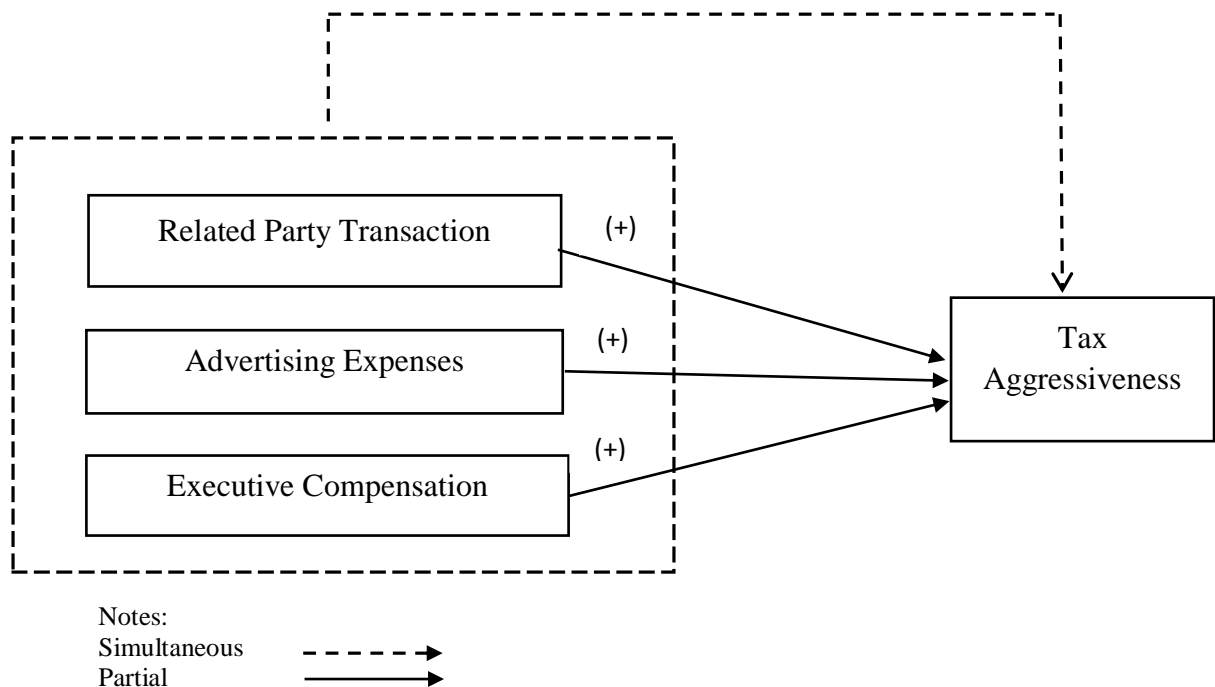 Related Party Transaction
(+)
Advertising Expenses
(+)
Executive Compensation
(+)
Tax
Aggressiveness
Notes:
Simultaneous
Partial